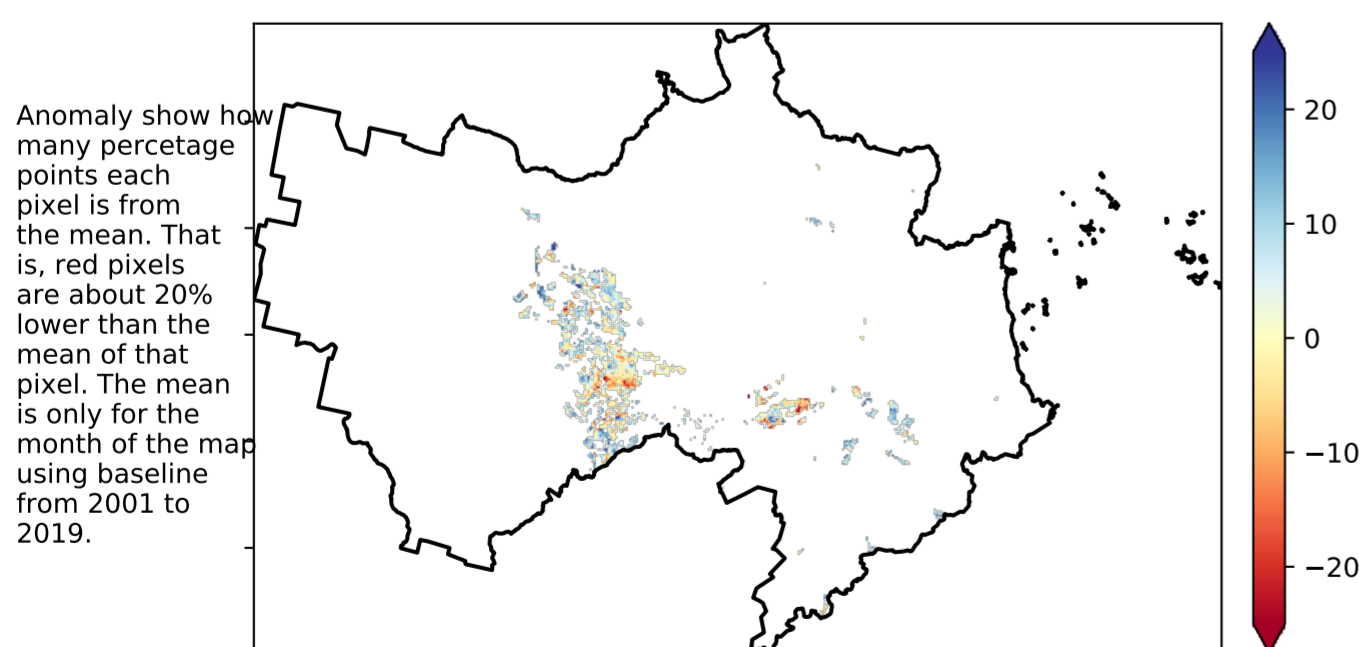 Anomaly show how
many percetage
points each
pixel is from
the mean. That
is, red pixels
are about 20%
lower than the
mean of that
pixel. The mean
is only for the
month of the map
using baseline
from 2001 to
2019.
20
10
0
−10
−20